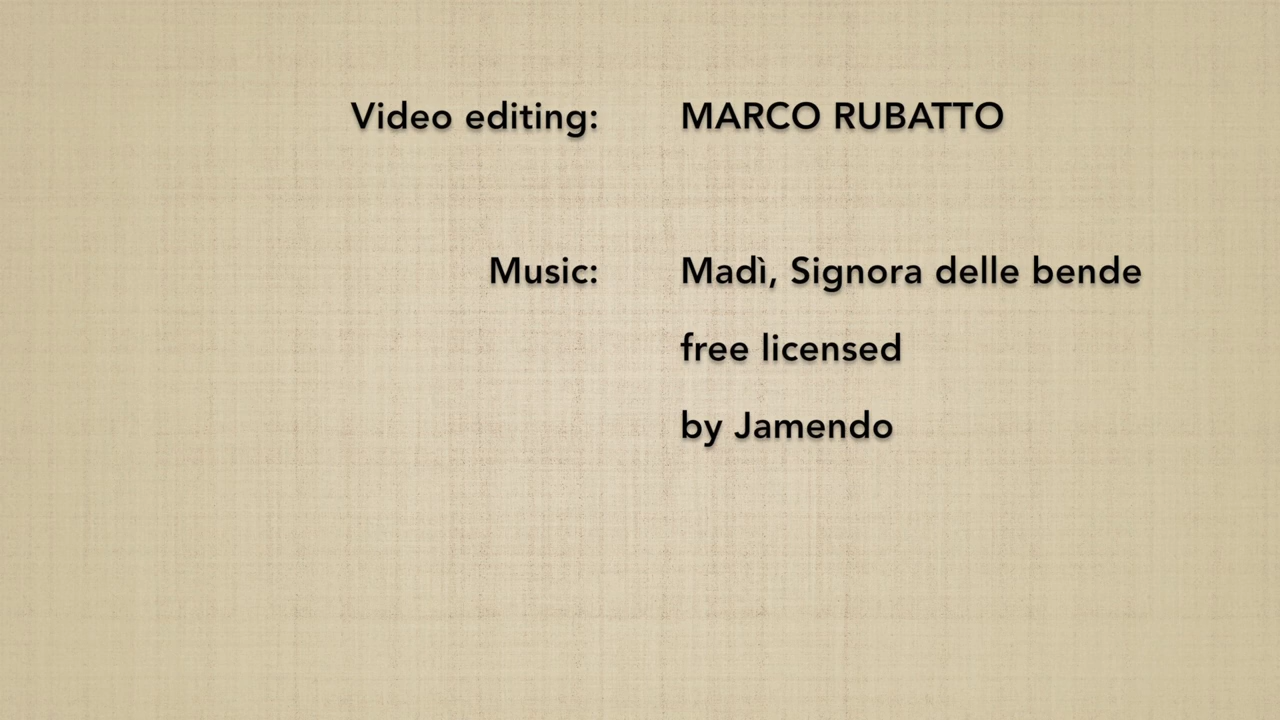 Video editing: MARCO RUBATTO
Music: Madì, Signora delle bende
free licensed
by Jamendo